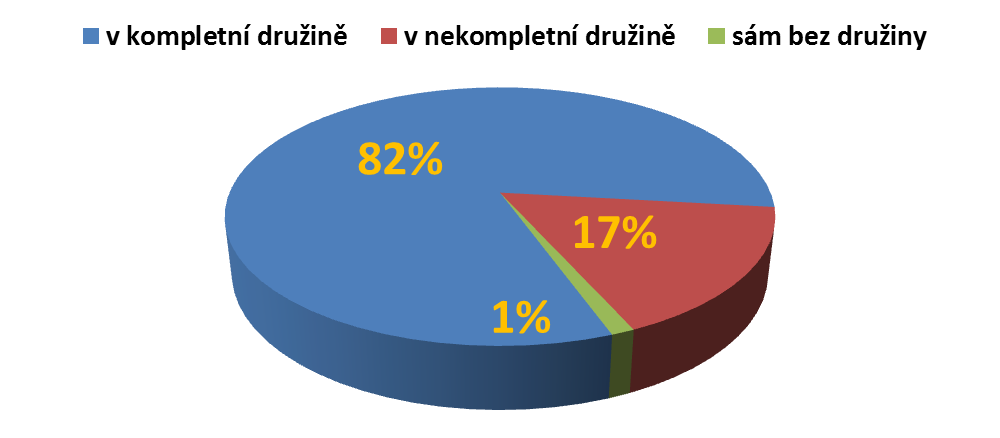 v kompletní družině v nekompletní družině sám bez družiny
82%
17%
1%